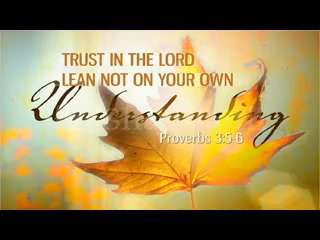 TRUST IN THE LORD
LEAN NOT ON YOUR OWN
Understanding
Proverbs 3:5-6